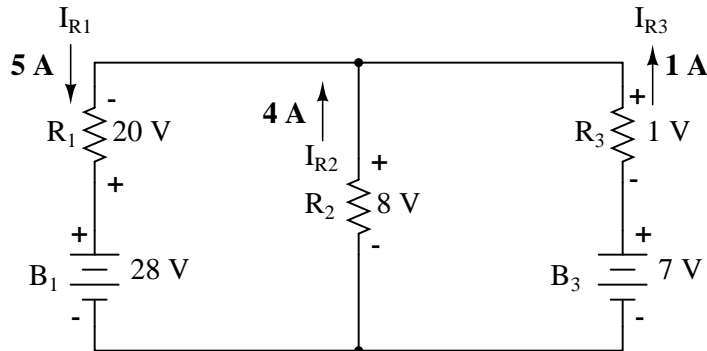 I_R1
I_R3
5 A
1 A
4 A
-
+
R1
20 V
R3
1 V
I_R2
+
+
-
R2
8 V
+
+
-
B1
28 V
B3
7 V
-
-